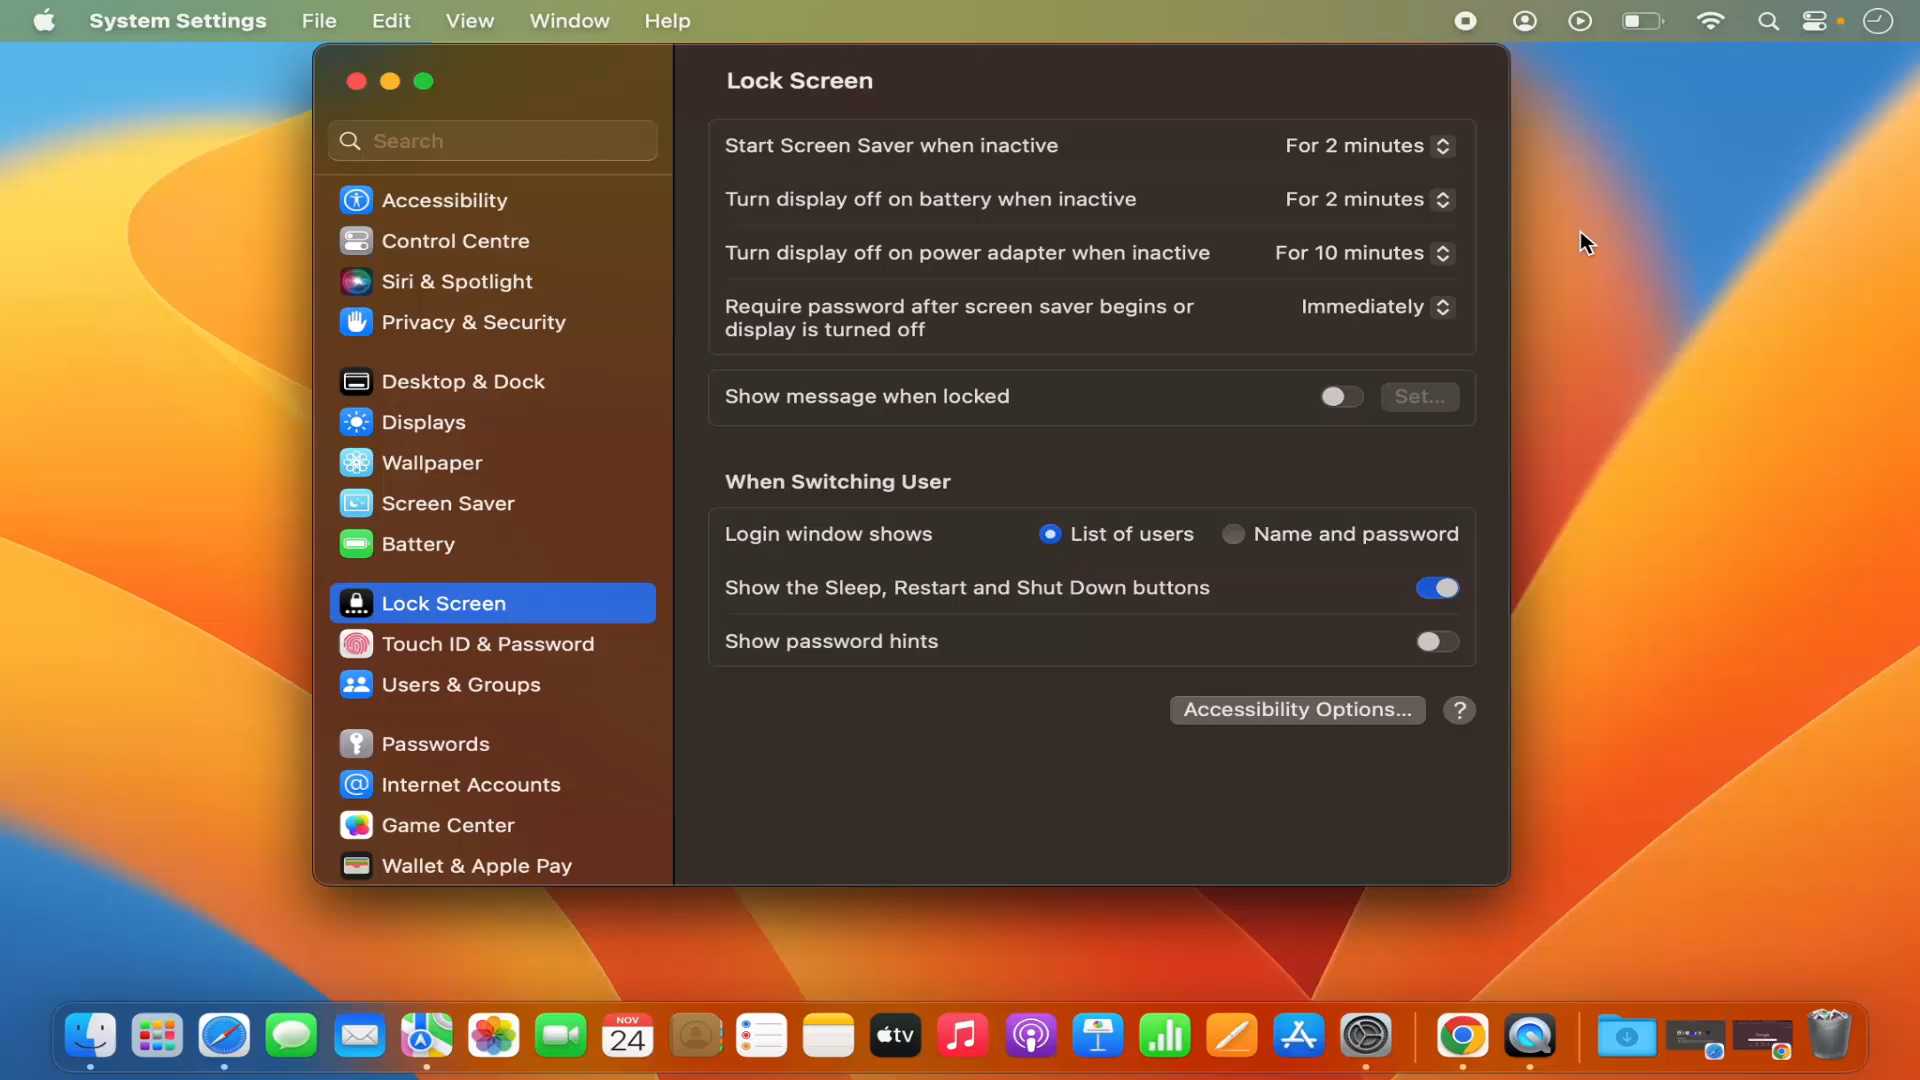 System Settings File Edit View Window Help
Search
Accessibility
Control Centre
Siri & Spotlight
Privacy & Security
Desktop & Dock
Displays
Wallpaper
Screen Saver
Battery
Lock Screen
Touch ID & Password
Users & Groups
Passwords
Internet Accounts
Game Center
Wallet & Apple Pay
Lock Screen
Start Screen Saver when inactive For 2 minutes
Turn display off on battery when inactive For 2 minutes
Turn display off on power adapter when inactive For 10 minutes
Require password after screen saver begins or Immediately
display is turned off
Show message when locked Set...
When Switching User
Login window shows List of users Name and password
Show the Sleep, Restart and Shut Down buttons
Show password hints
Accessibility Options... ?
NOV
24
tv